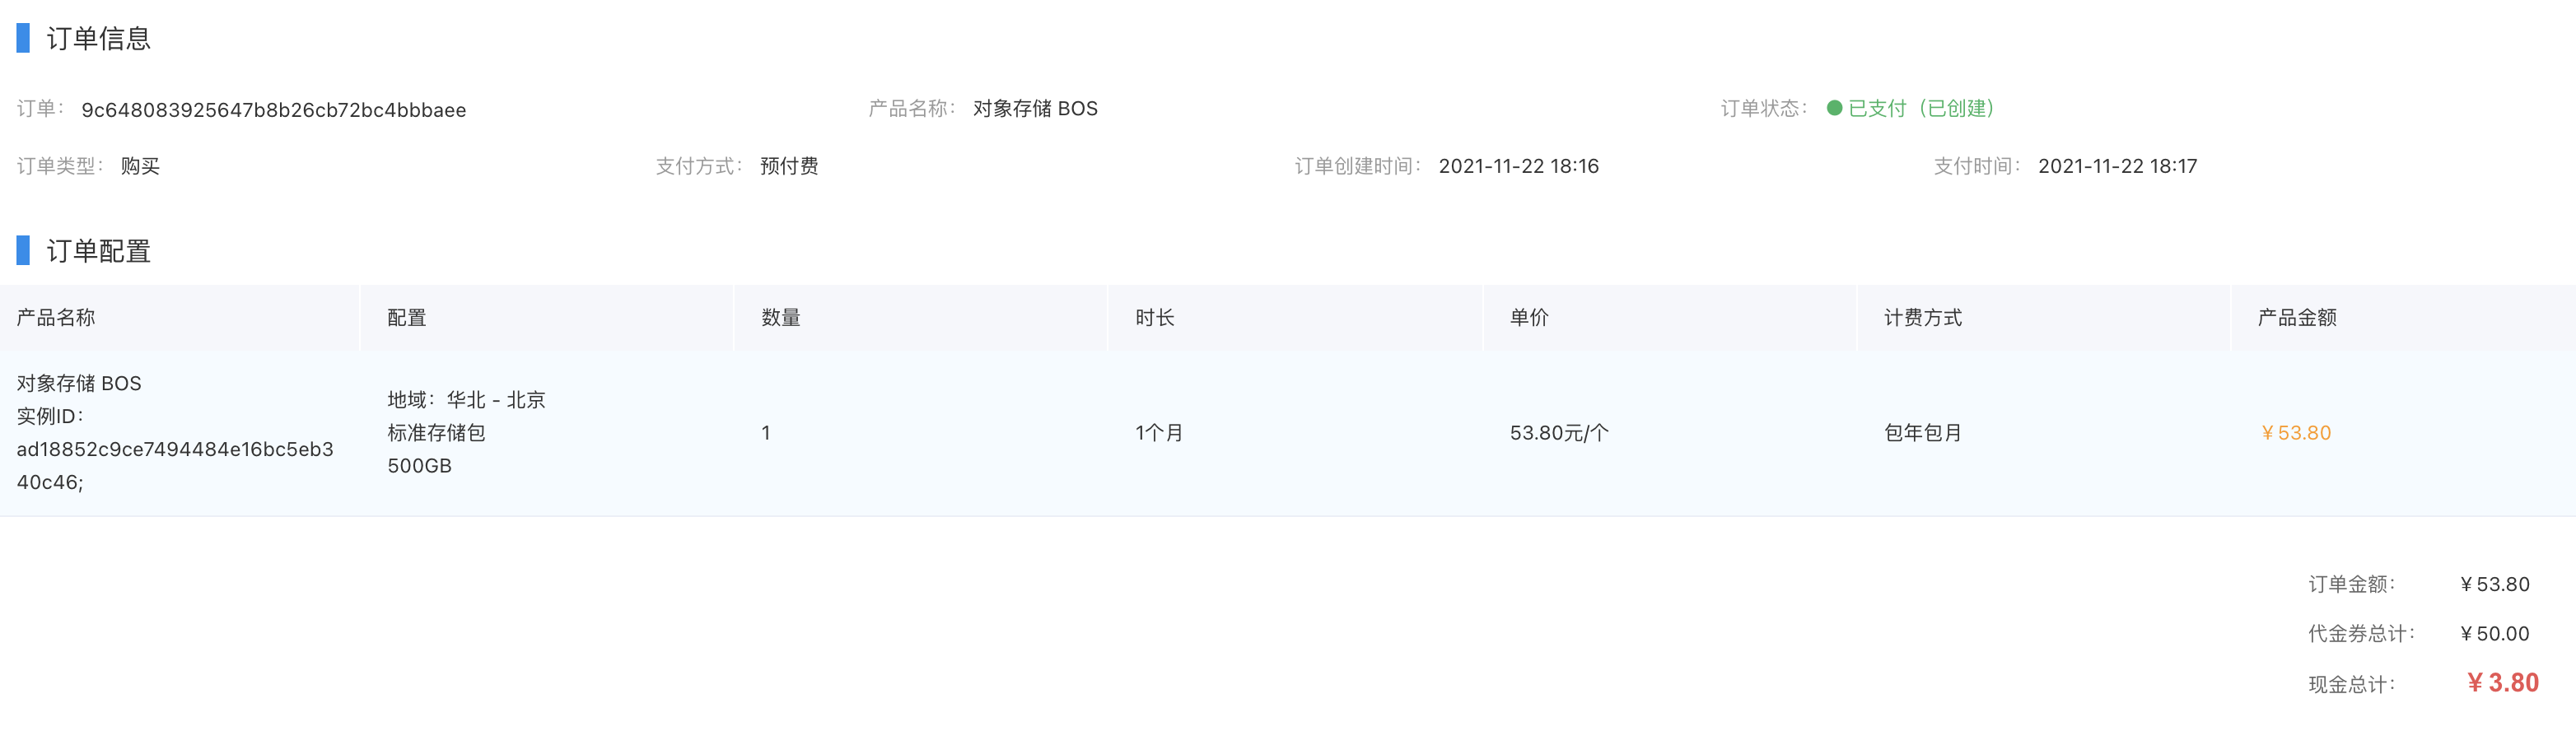 订单信息
订单： 9c648083925647b8b26cb72bc4bbbaee 产品名称： 对象存储 BOS 订单状态： 已支付（已创建）
订单类型： 购买 支付方式： 预付费 订单创建时间： 2021-11-22 18:16 支付时间： 2021-11-22 18:17
订单配置
产品名称 配置 数量 时长 单价 计费方式 产品金额
对象存储 BOS
实例ID：
ad18852c9ce7494484e16bc5eb3
40c46;
地域：华北 - 北京
标准存储包
500GB
1
1个月
53.80元/个
包年包月
¥53.80
订单金额： ¥53.80
代金券总计： ¥50.00
现金总计： ¥3.80